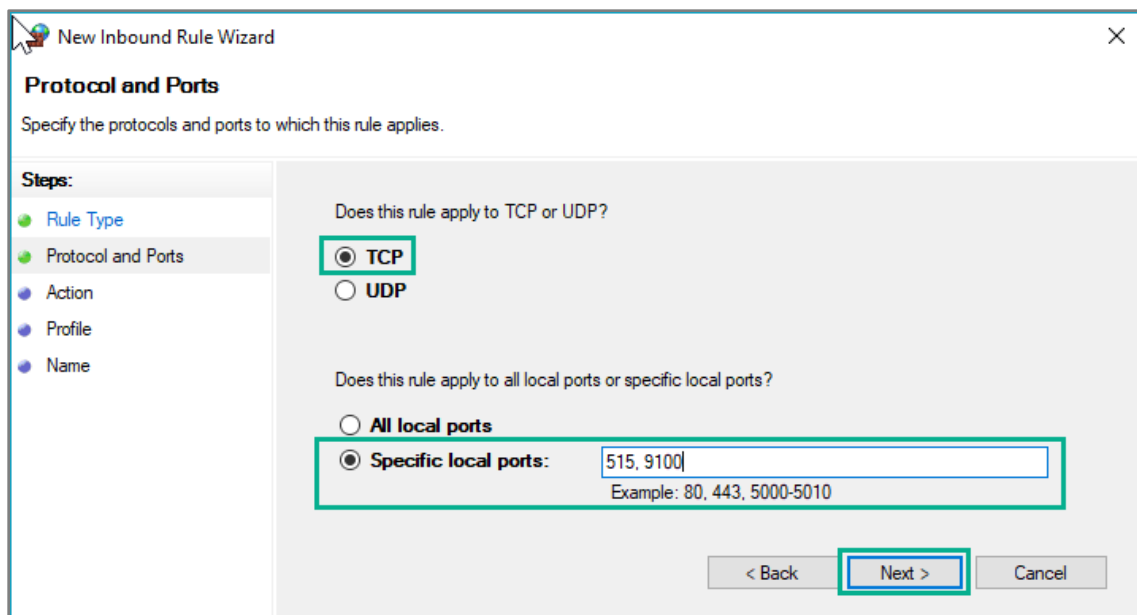 New Inbound Rule Wizard
Protocol and Ports
Specify the protocols and ports to which this rule applies.
Steps:
Rule Type
Protocol and Ports
Action
Profile
Name
Does this rule apply to TCP or UDP?
TCP
UDP
Does this rule apply to all local ports or specific local ports?
All local ports
Specific local ports: 515, 9100
Example: 80, 443, 5000-5010
< Back Next > Cancel